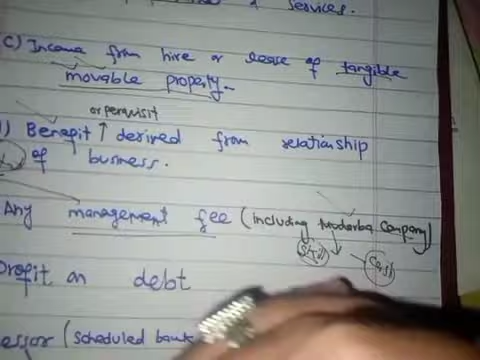 & services.
c) Income from hire or lease of tangible
movable property.
or perquisit
) Benefit ↑ derived from relationship
of business.
Any management fee (including Modarba Company)
Profit on debt
essor (scheduled bank